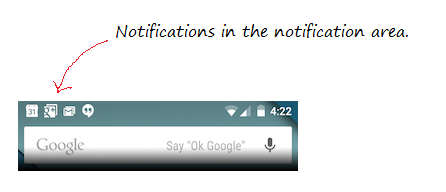 Notifications in the notification area.
31 4:22
Google Say "Ok Google"